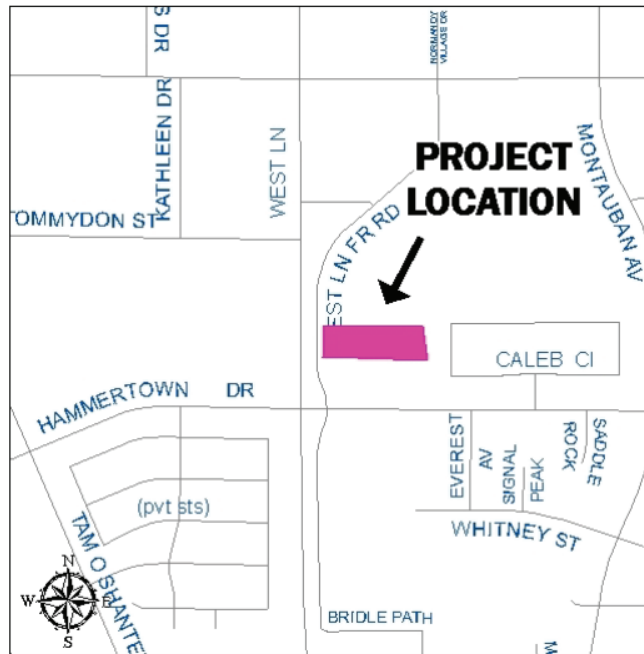 S DR
NORMANDY
VILLAGE DR
KATHLEEN DR
WEST LN
MONTAUBAN AV
PROJECT
LOCATION
OMMYDON ST
EST LN FR RD
CALEB CI
HAMMERTOWN DR
EVEREST
AV
SIGNAL
PEAK
ROCK
SADDLE
(pvt sts)
WHITNEY ST
TAM O SHANTE
N
W
E
S
BRIDLE PATH
M